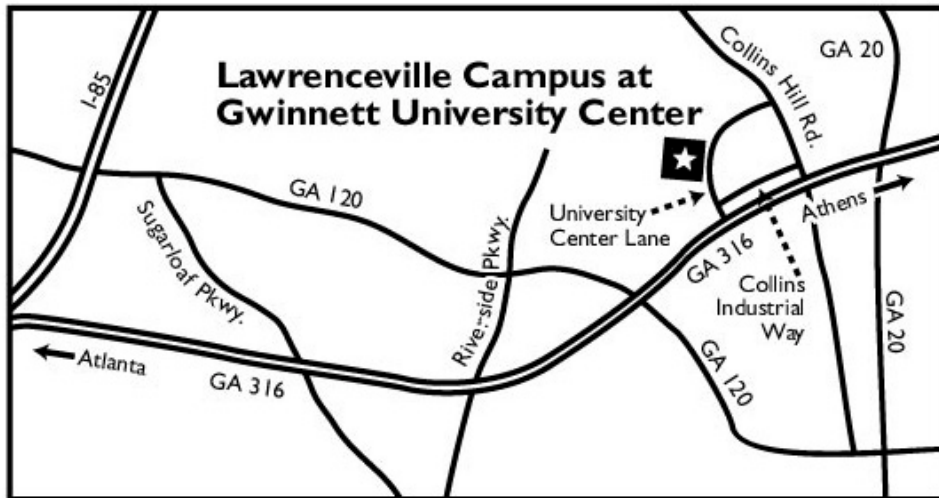 I-85
Lawrenceville Campus at
Gwinnett University Center
Collins Hill Rd.
GA 20
GA 120
Sugarloaf Pkwy.
Riverside Pkwy.
University
Center Lane
Athens
GA 316
Collins
Industrial
Way
GA 20
Atlanta
GA 316
GA 120